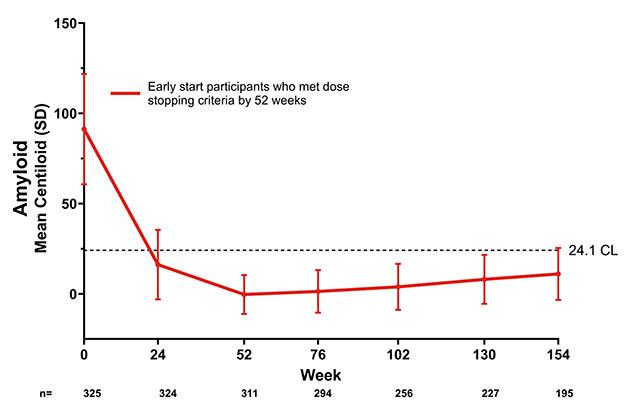 150
100
50
0
Amyloid
Mean Centiloid (SD)
Early start participants who met dose
stopping criteria by 52 weeks
24.1 CL
0 24 52 76 102 130 154
Week
n= 325 324 311 294 256 227 195